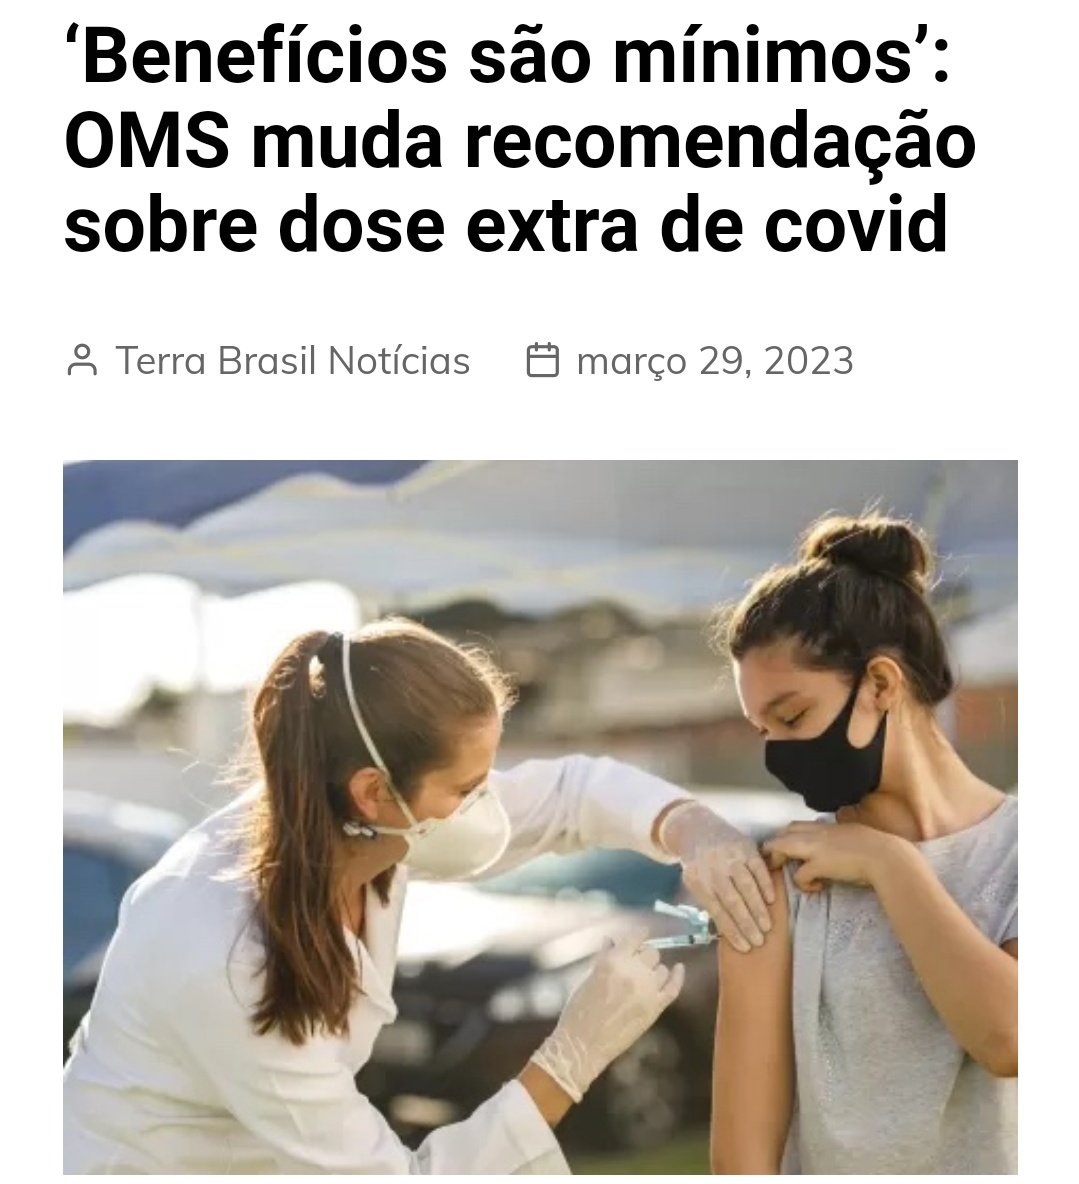 ‘Benefícios são mínimos’:
OMS muda recomendação
sobre dose extra de covid
Terra Brasil Notícias março 29, 2023